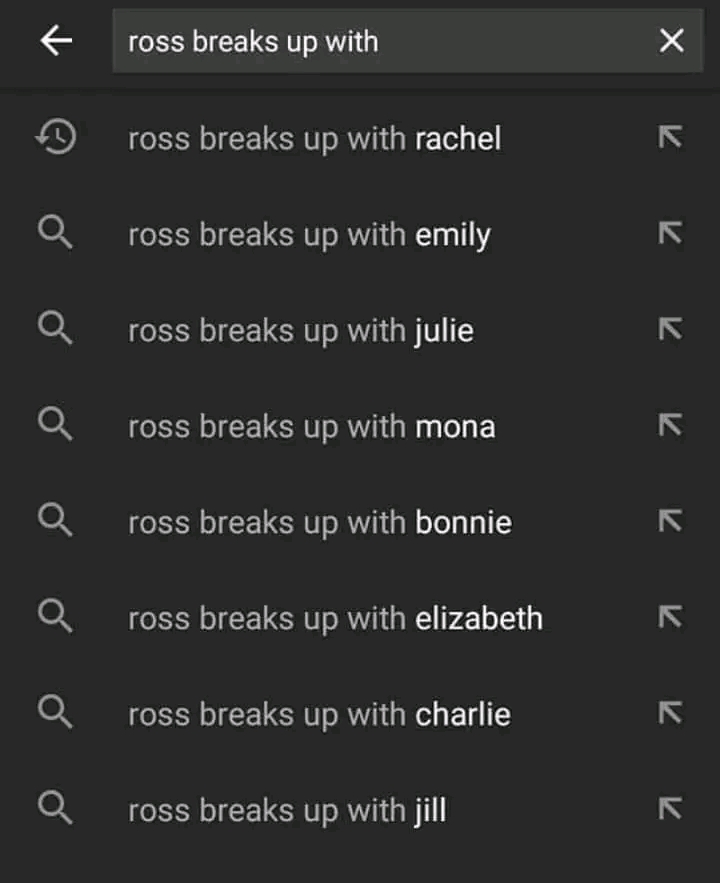 ross breaks up with
ross breaks up with rachel
ross breaks up with emily
ross breaks up with julie
ross breaks up with mona
ross breaks up with bonnie
ross breaks up with elizabeth
ross breaks up with charlie
ross breaks up with jill